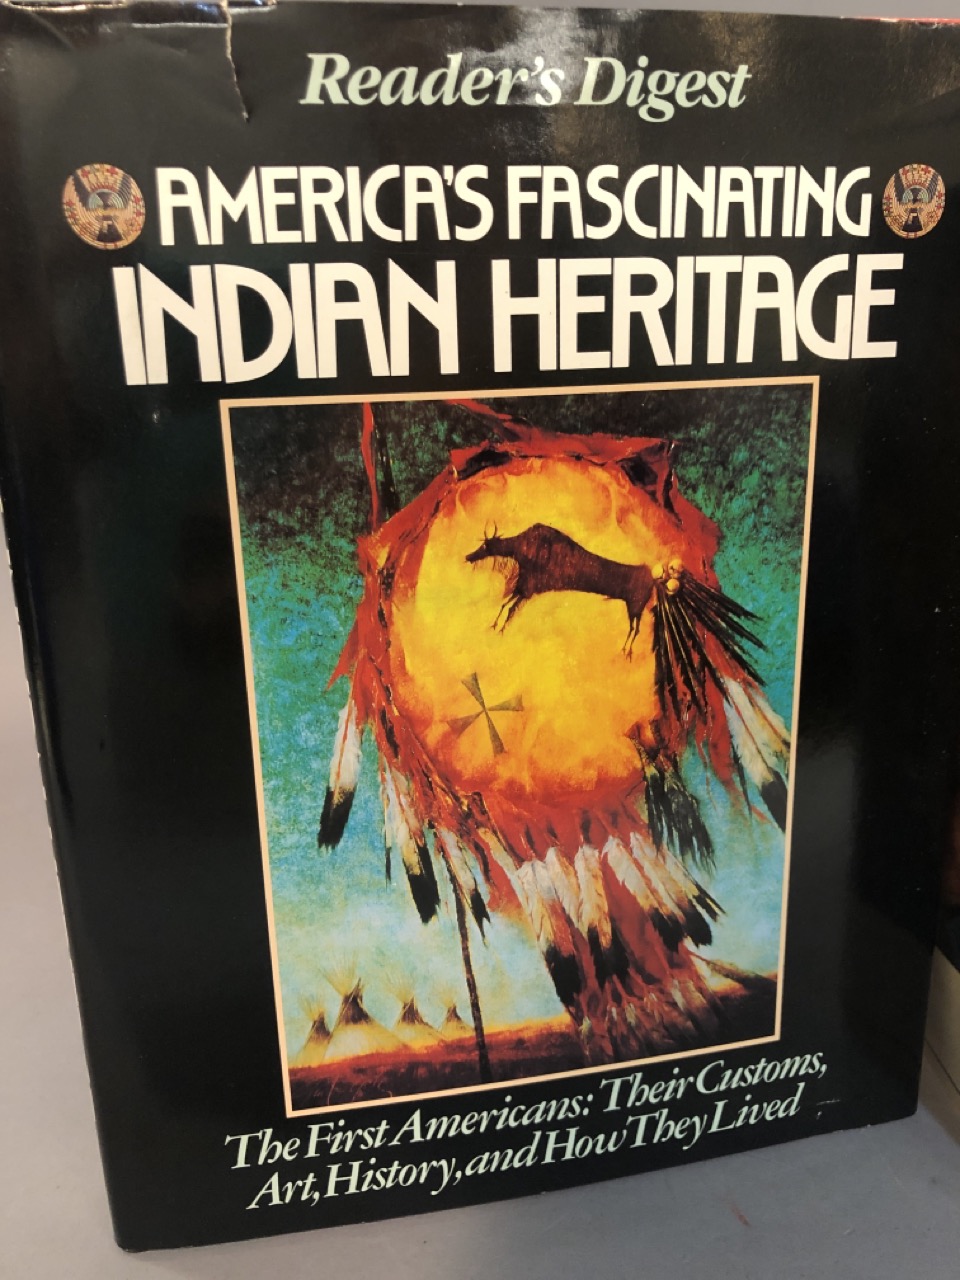 Reader's Digest
AMERICA'S FASCINATING
INDIAN HERITAGE
The First Americans: Their Customs,
Art, History, and How They Lived